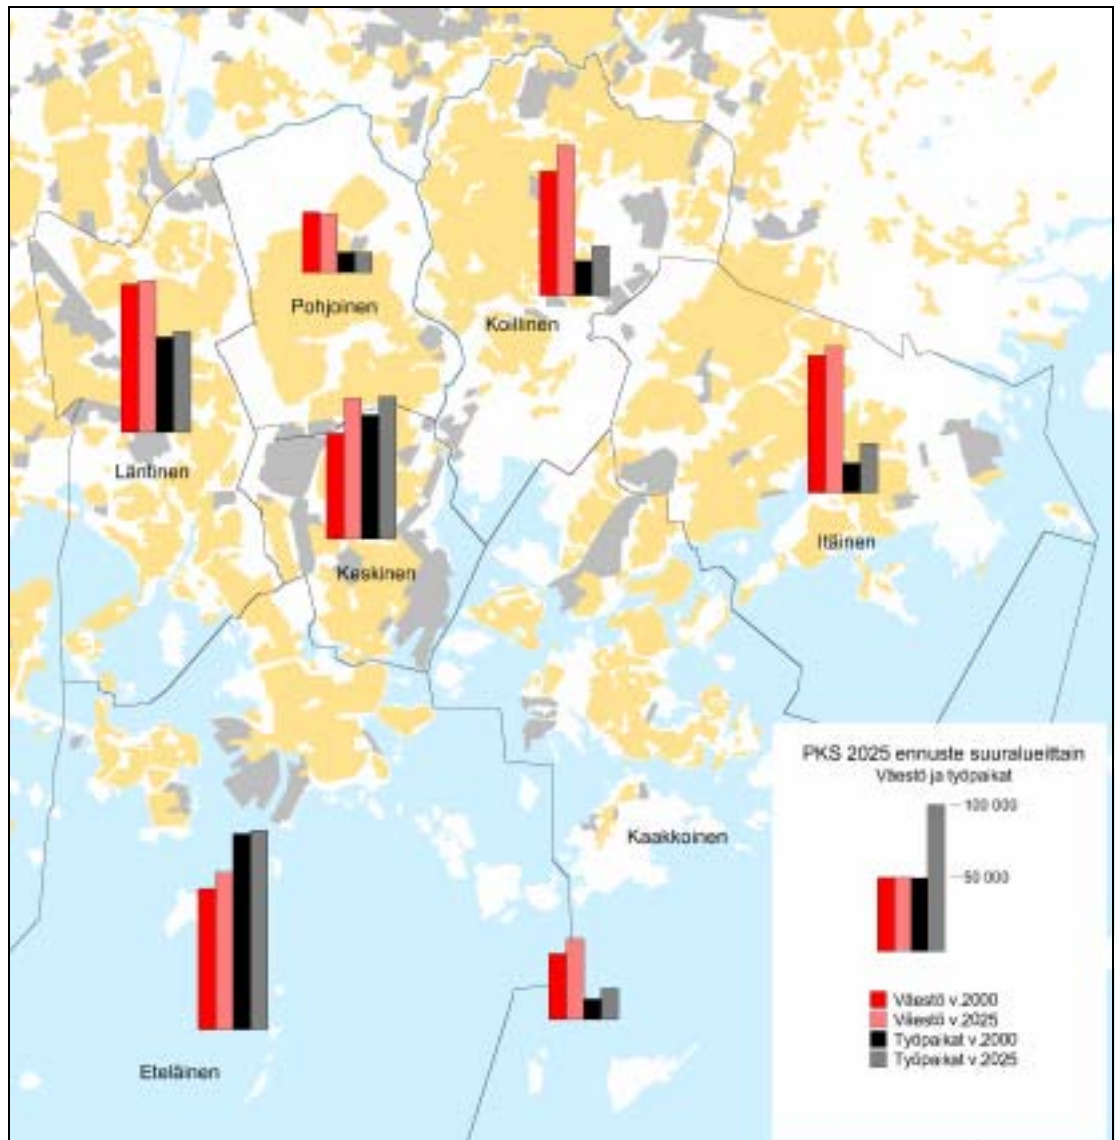 Pohjoinen
Koillinen
Läntinen
Keskinen
Itäinen
Kaakkoinen
Eteläinen
PKS 2025 ennuste suuralueittain
Väestö ja työpaikat
100 000
50 000
Väestö v.2000
Väestö v.2025
Työpaikat v.2000
Työpaikat v.2025